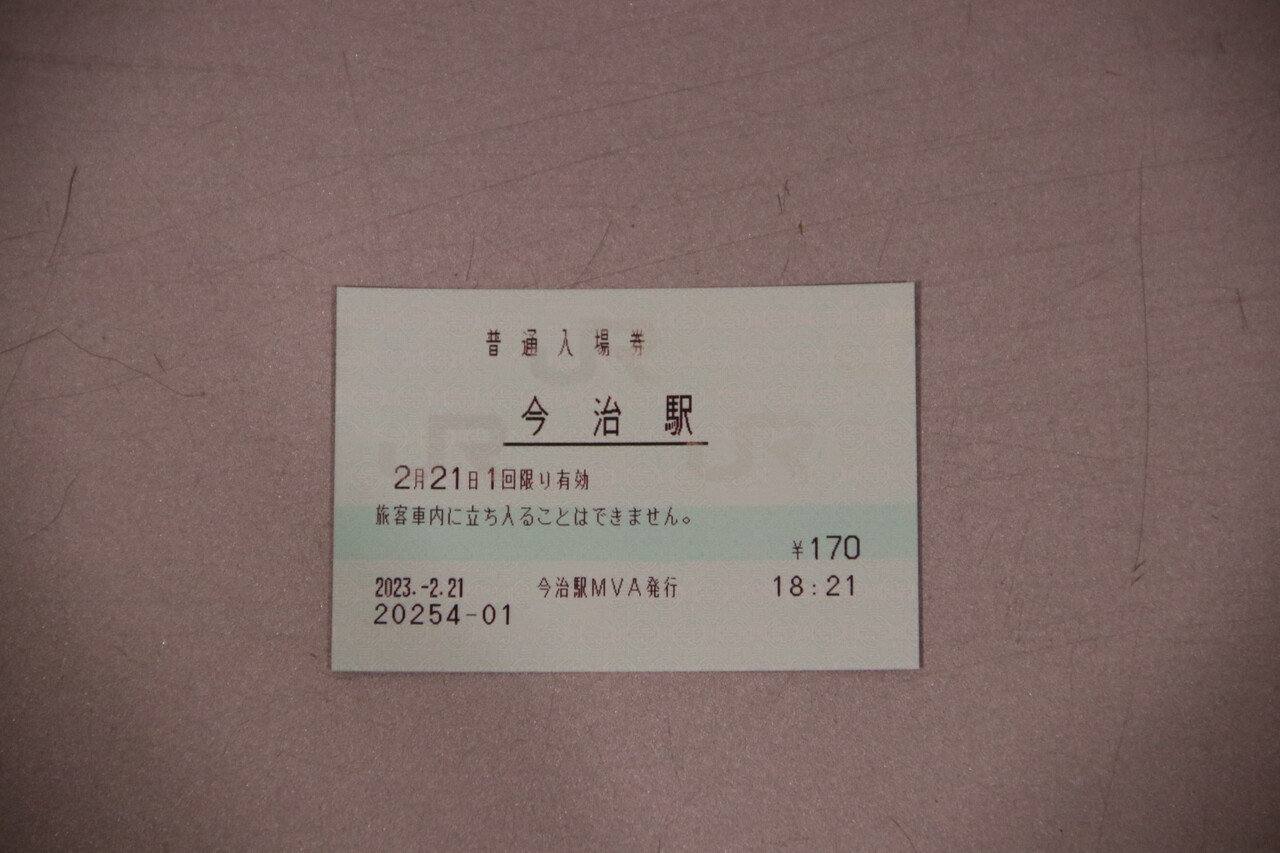 普通入場券
今治駅
2月21日1回限り有効
旅客車内に立ち入ることはできません。
¥170
2023.-2.21 今治駅MVA発行 18:21
20254-01